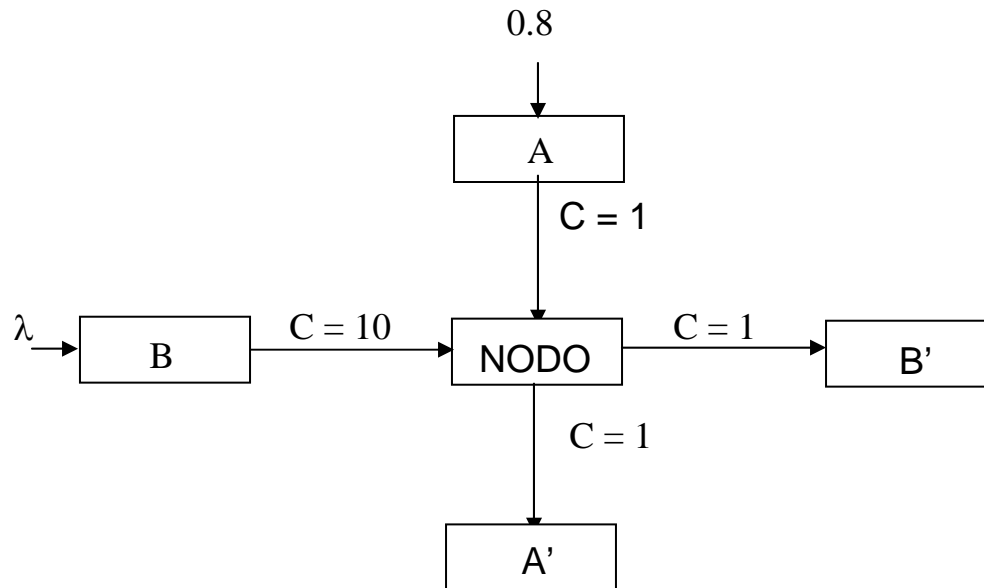 0.8
A
C = 1
λ
B
C = 10
NODO
C = 1
B’
C = 1
A’